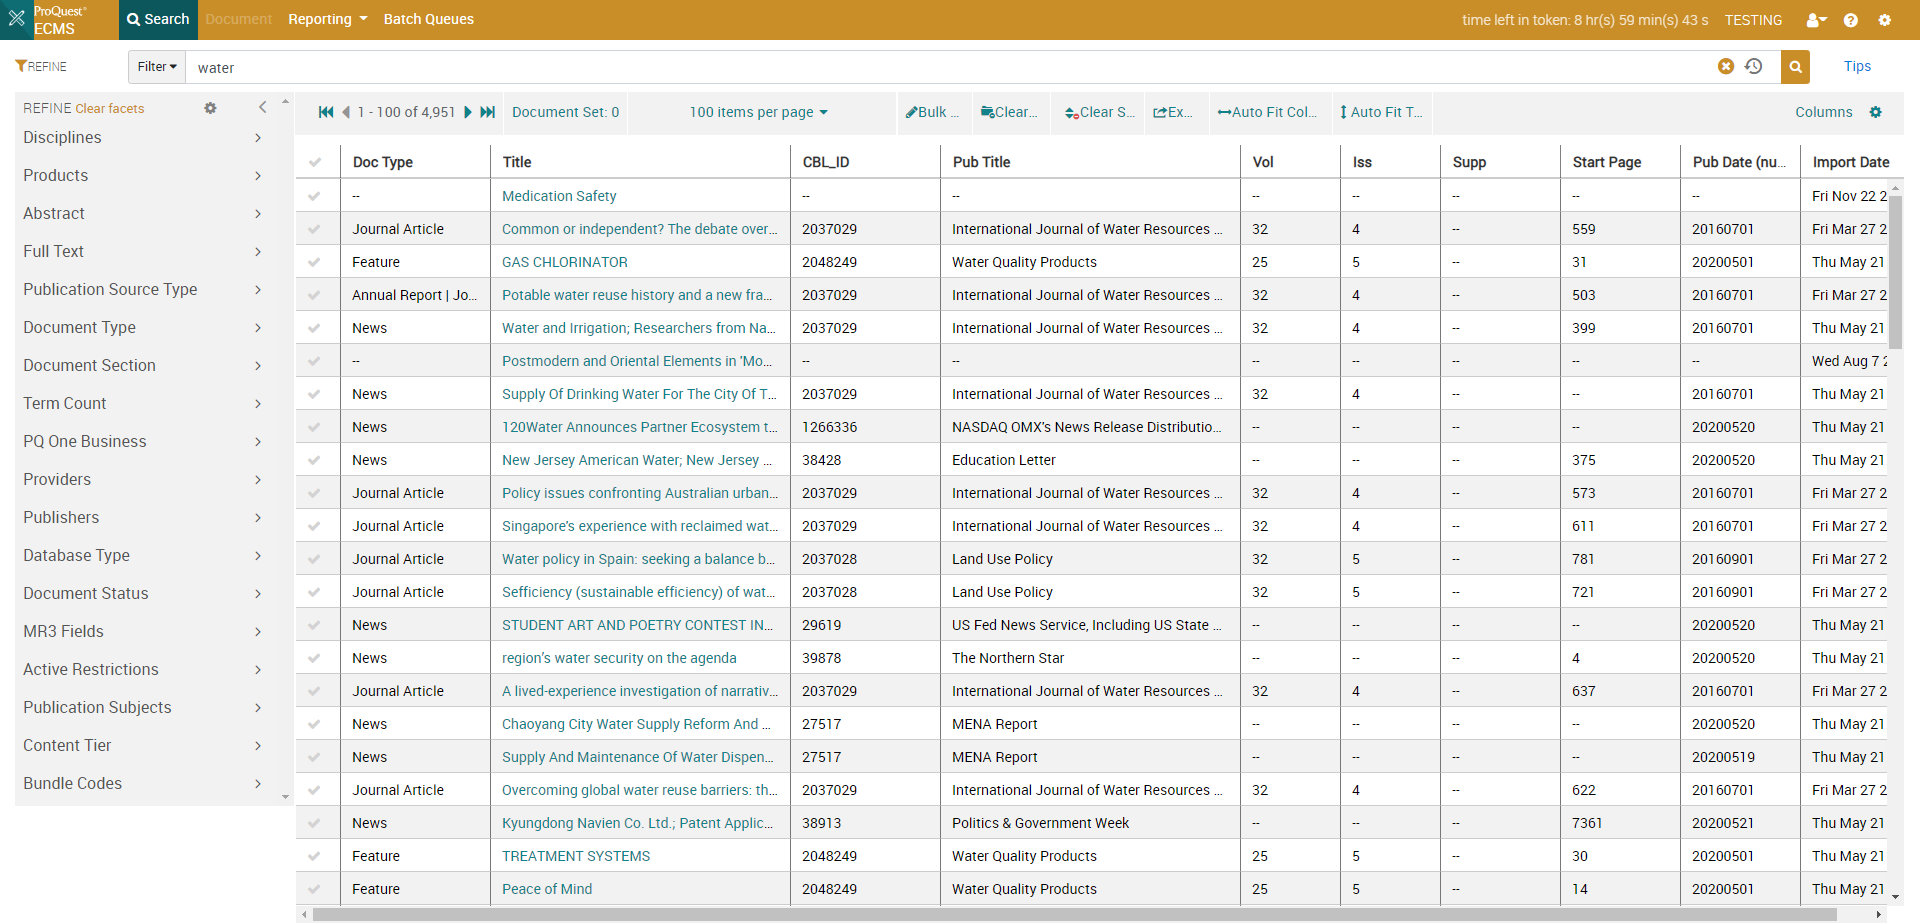 ProQuest® ECMS Search Document Reporting Batch Queues time left in token: 8 hr(s) 59 min(s) 43 s TESTING
REFINE Filter water Tips
REFINE Clear facets
Disciplines
Products
Abstract
Full Text
Publication Source Type
Document Type
Document Section
Term Count
PQ One Business
Providers
Publishers
Database Type
Document Status
MR3 Fields
Active Restrictions
Publication Subjects
Content Tier
Bundle Codes
1 - 100 of 4,951 Document Set: 0 100 items per page Bulk ... Clear... Clear S... Ex... Auto Fit Col... Auto Fit T... Columns
Doc Type Title CBL_ID Pub Title Vol Iss Supp Start Page Pub Date (nu... Import Date
-- Medication Safety -- -- -- -- -- -- -- Fri Nov 22 2
Journal Article Common or independent? The debate over... 2037029 International Journal of Water Resources ... 32 4 -- 559 20160701 Fri Mar 27 2
Feature GAS CHLORINATOR 2048249 Water Quality Products 25 5 -- 31 20200501 Thu May 21
Annual Report | Jo... Potable water reuse history and a new fra... 2037029 International Journal of Water Resources ... 32 4 -- 503 20160701 Fri Mar 27 2
News Water and Irrigation; Researchers from Na... 2037029 International Journal of Water Resources ... 32 4 -- 399 20160701 Thu May 21
-- Postmodern and Oriental Elements in 'Mo... -- -- -- -- -- -- -- Wed Aug 7 2
News Supply Of Drinking Water For The City Of T... 2037029 International Journal of Water Resources ... 32 4 -- -- 20160701 Thu May 21
News 120Water Announces Partner Ecosystem t... 1266336 NASDAQ OMX's News Release Distributio... -- -- -- -- 20200520 Thu May 21
News New Jersey American Water; New Jersey ... 38428 Education Letter -- -- -- 375 20200520 Thu May 21
Journal Article Policy issues confronting Australian urban... 2037029 International Journal of Water Resources ... 32 4 -- 573 20160701 Fri Mar 27 2
Journal Article Singapore's experience with reclaimed wat... 2037029 International Journal of Water Resources ... 32 4 -- 611 20160701 Fri Mar 27 2
Journal Article Water policy in Spain: seeking a balance b... 2037028 Land Use Policy 32 5 -- 781 20160901 Fri Mar 27 2
Journal Article Sefficiency (sustainable efficiency) of wat... 2037028 Land Use Policy 32 5 -- 721 20160901 Fri Mar 27 2
News STUDENT ART AND POETRY CONTEST IN... 29619 US Fed News Service, Including US State ... -- -- -- -- 20200520 Thu May 21
News region's water security on the agenda 39878 The Northern Star -- -- -- 4 20200520 Thu May 21
Journal Article A lived-experience investigation of narrativ... 2037029 International Journal of Water Resources ... 32 4 -- 637 20160701 Fri Mar 27 2
News Chaoyang City Water Supply Reform And ... 27517 MENA Report -- -- -- -- 20200520 Thu May 21
News Supply And Maintenance Of Water Dispen... 27517 MENA Report -- -- -- -- 20200519 Thu May 21
Journal Article Overcoming global water reuse barriers: th... 2037029 International Journal of Water Resources ... 32 4 -- 622 20160701 Fri Mar 27 2
News Kyungdong Navien Co. Ltd.; Patent Applic... 38913 Politics & Government Week -- -- -- 7361 20200521 Thu May 21
Feature TREATMENT SYSTEMS 2048249 Water Quality Products 25 5 -- 30 20200501 Thu May 21
Feature Peace of Mind 2048249 Water Quality Products 25 5 -- 14 20200501 Thu May 21